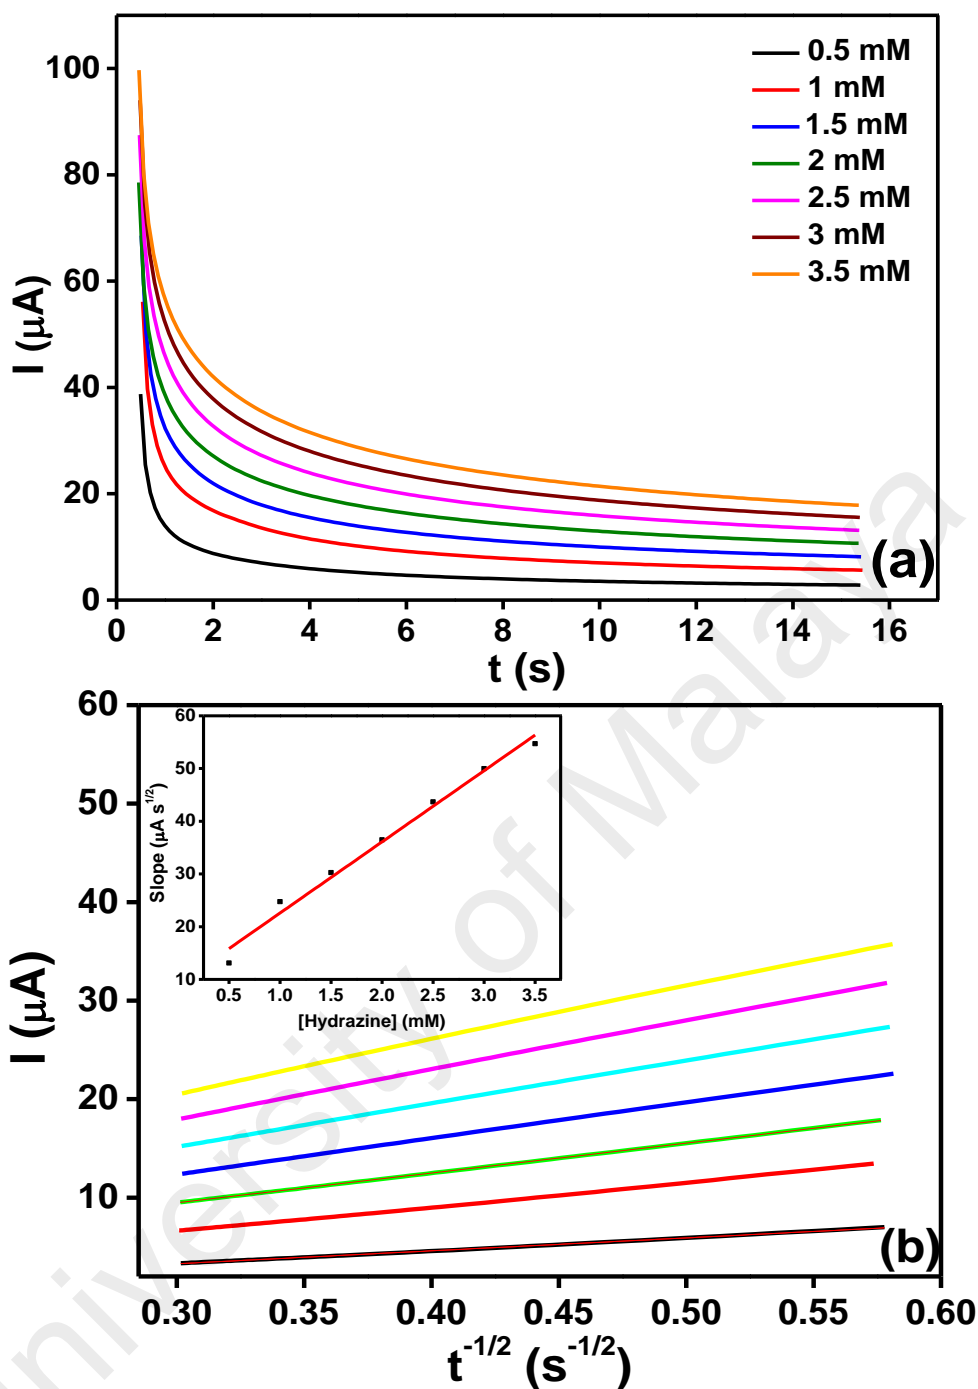 100
80
60
40
20
0
I (μA)
0.5 mM
1 mM
1.5 mM
2 mM
2.5 mM
3 mM
3.5 mM
(a)
0 2 4 6 8 10 12 14 16
t (s)
60
50
40
30
20
10
I (μA)
60
50
40
30
20
10
Slope (μA s^1/2)
0.5 1.0 1.5 2.0 2.5 3.0 3.5
[Hydrazine] (mM)
(b)
0.30 0.35 0.40 0.45 0.50 0.55 0.60
t^-1/2 (s^-1/2)
University of Malaya